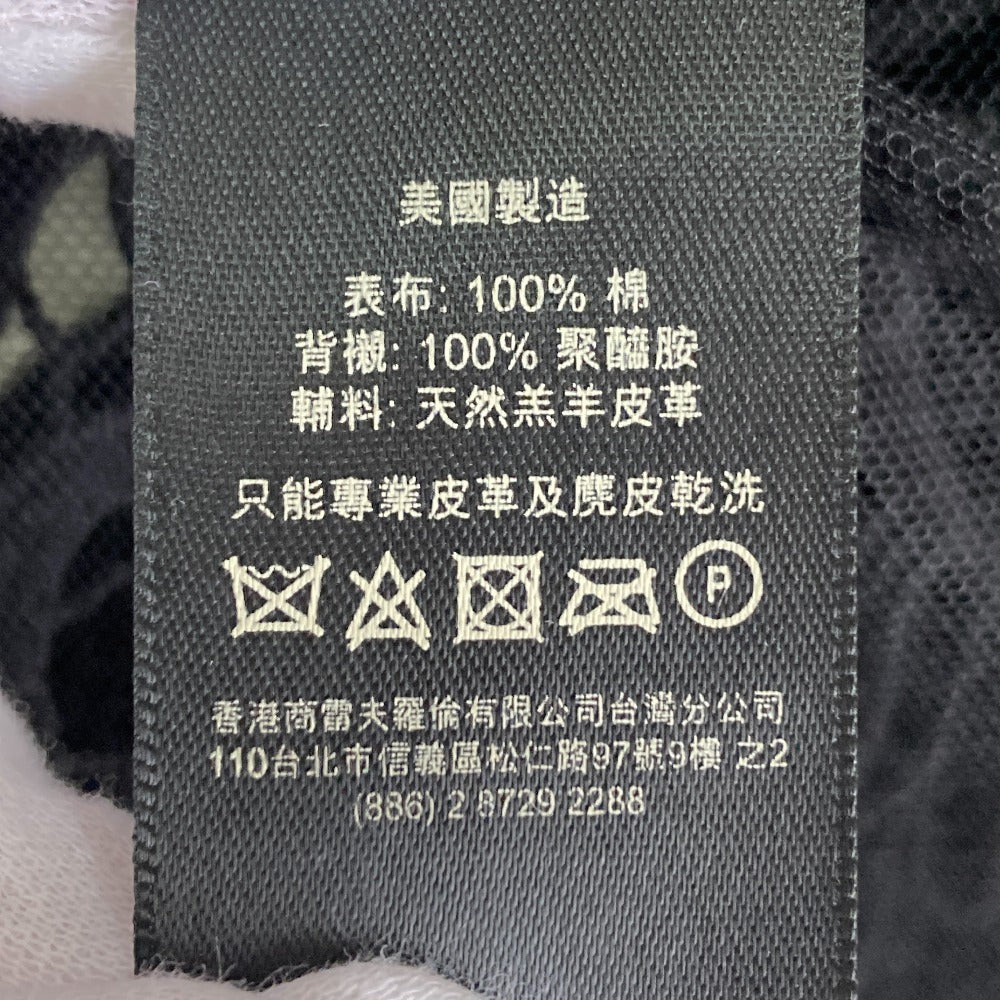 美國製造
表布: 100% 棉
背襯: 100% 聚醯胺
輔料: 天然羔羊皮革
只能專業皮革及麂皮乾洗
P
香港商雷夫羅倫有限公司台灣分公司
110台北市信義區松仁路97號9樓 之2
(886) 2 8729 2288